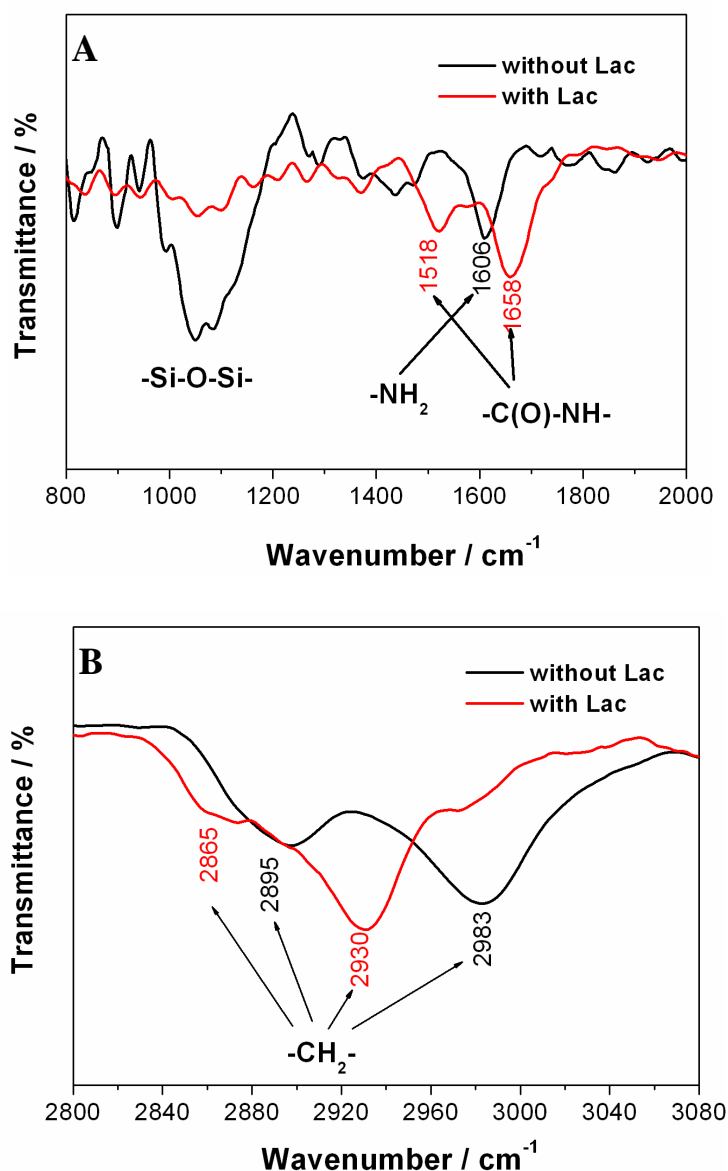 A
without Lac
with Lac
Transmittance / %
1518
1606
1658
-Si-O-Si-
-NH₂
-C(O)-NH-
800 1000 1200 1400 1600 1800 2000
Wavenumber / cm⁻¹
B
without Lac
with Lac
Transmittance / %
2865
2895
2930
2983
-CH₂-
2800 2840 2880 2920 2960 3000 3040 3080
Wavenumber / cm⁻¹